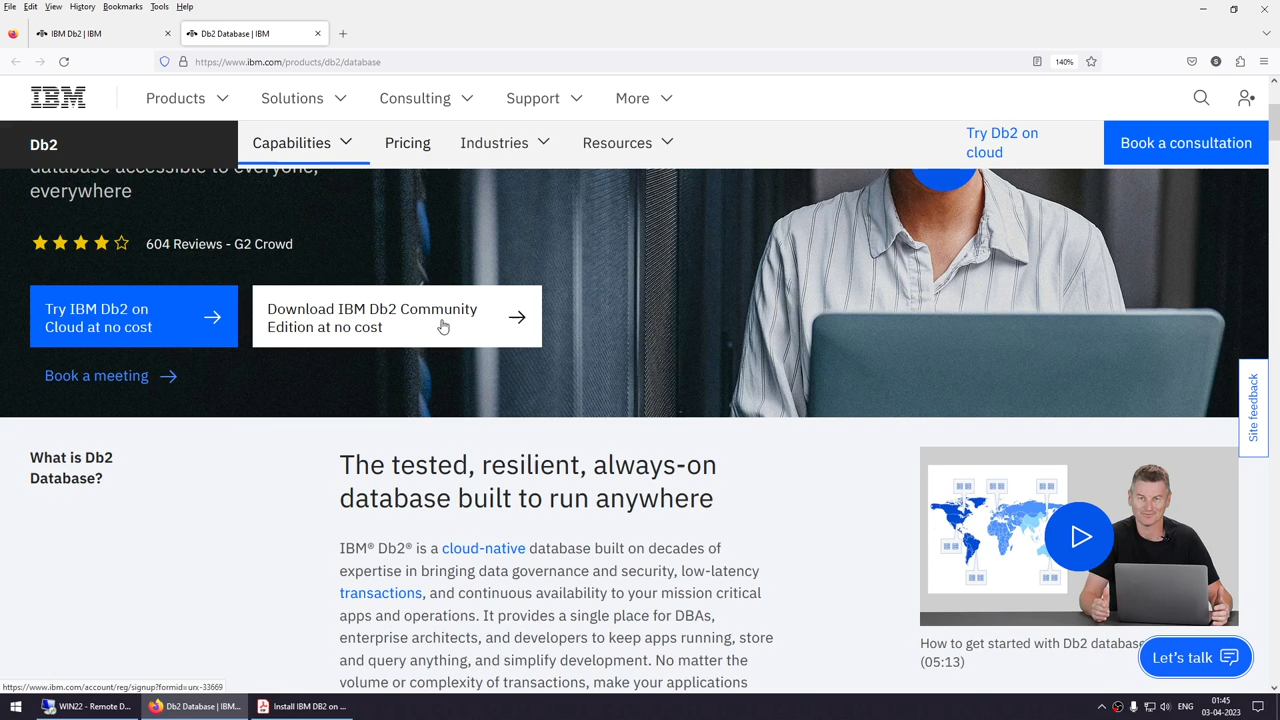 File Edit View History Bookmarks Tools Help
IBM Db2 | IBM
Db2 Database | IBM
https://www.ibm.com/products/db2/database
140%
S
IBM
Products
Solutions
Consulting
Support
More
Db2
Capabilities
Pricing
Industries
Resources
Try Db2 on
cloud
Book a consultation
database accessible to everyone,
everywhere
604 Reviews - G2 Crowd
Try IBM Db2 on
Cloud at no cost
Download IBM Db2 Community
Edition at no cost
Book a meeting
Site feedback
What is Db2
Database?
The tested, resilient, always-on
database built to run anywhere
IBM® Db2® is a cloud-native database built on decades of
expertise in bringing data governance and security, low-latency
transactions, and continuous availability to your mission critical
apps and operations. It provides a single place for DBAs,
enterprise architects, and developers to keep apps running, store
and query anything, and simplify development. No matter the
volume or complexity of transactions, make your applications
How to get started with Db2 database
(05:13)
Let's talk
https://www.ibm.com/account/reg/signup?formid=urx-33669
WIN22 - Remote D...
Db2 Database | IBM...
Install IBM DB2 on ...
ENG
01:45
03-04-2023